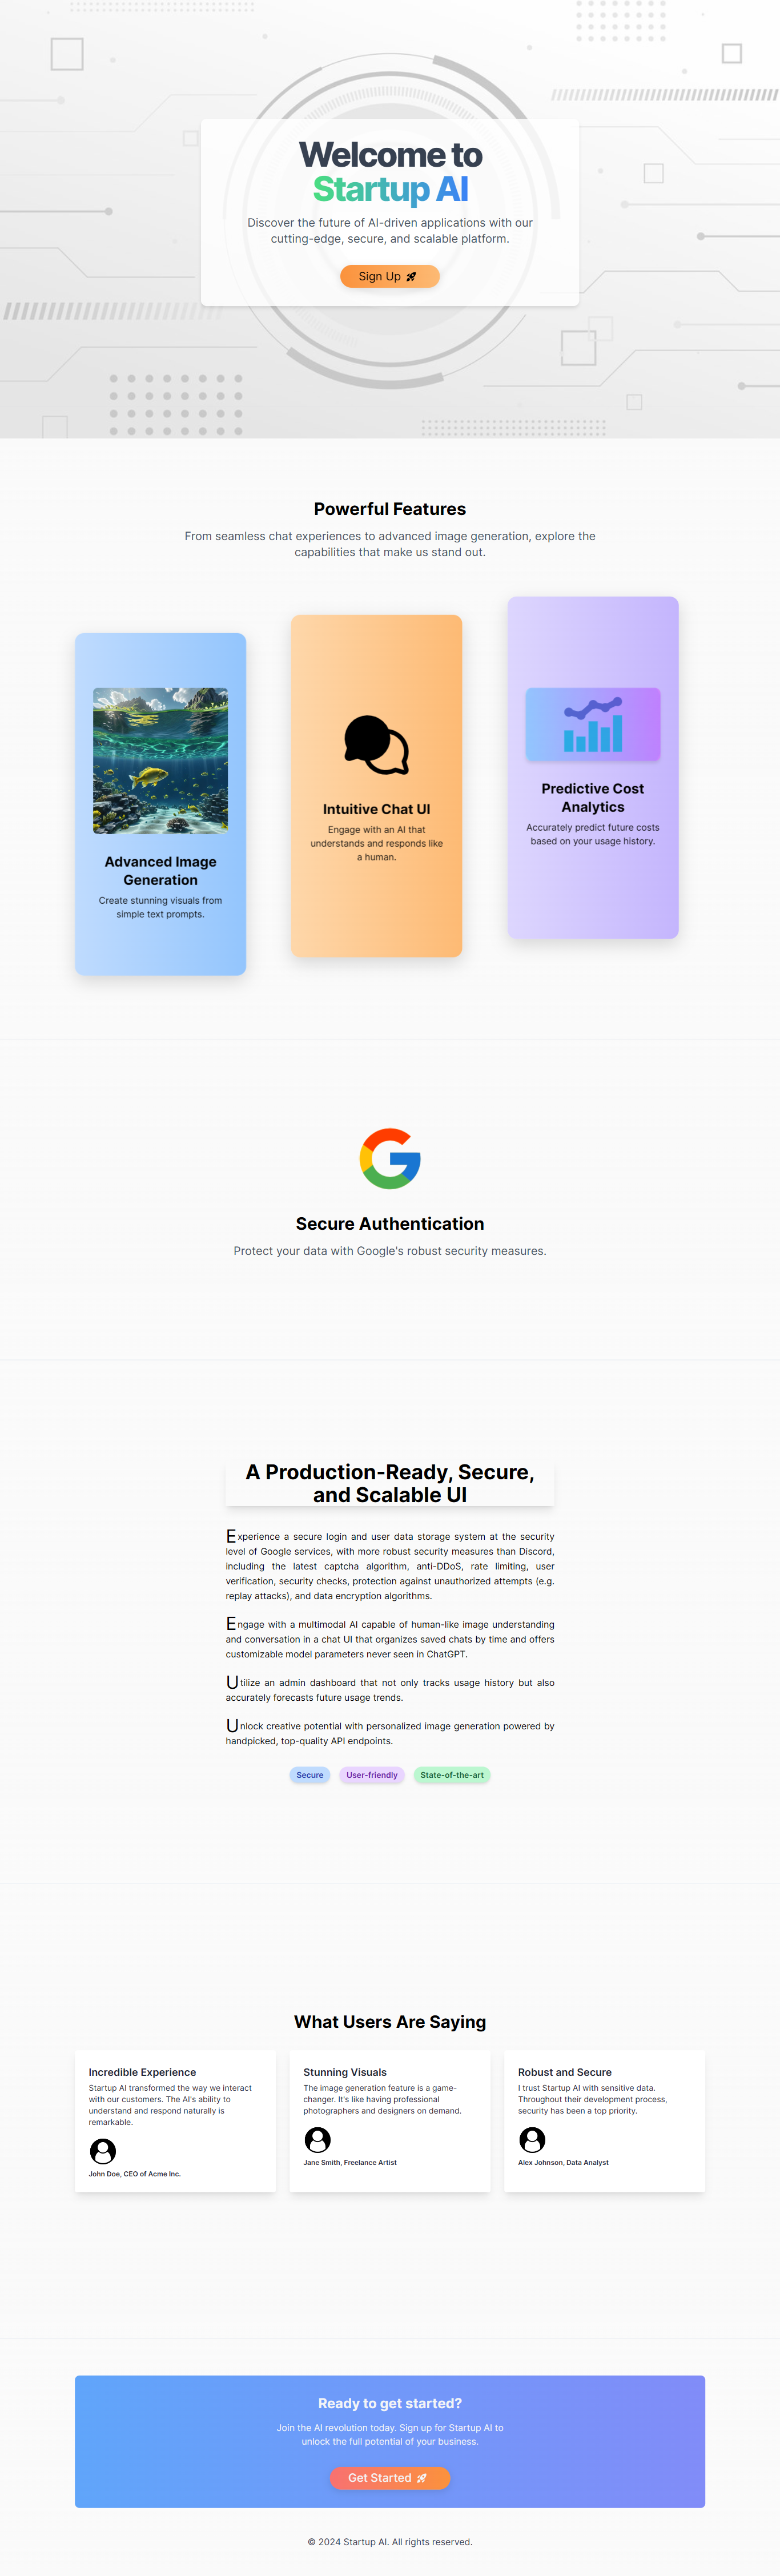 Welcome to
Startup AI
Discover the future of AI-driven applications with our
cutting-edge, secure, and scalable platform.
Sign Up
Powerful Features
From seamless chat experiences to advanced image generation, explore the
capabilities that make us stand out.
Advanced Image
Generation
Create stunning visuals from
simple text prompts.
Intuitive Chat UI
Engage with an AI that
understands and responds like
a human.
Predictive Cost
Analytics
Accurately predict future costs
based on your usage history.
Secure Authentication
Protect your data with Google's robust security measures.
A Production-Ready, Secure,
and Scalable UI
Experience a secure login and user data storage system at the security
level of Google services, with more robust security measures than Discord,
including the latest captcha algorithm, anti-DDoS, rate limiting, user
verification, security checks, protection against unauthorized attempts (e.g.
replay attacks), and data encryption algorithms.
Engage with a multimodal AI capable of human-like image understanding
and conversation in a chat UI that organizes saved chats by time and offers
customizable model parameters never seen in ChatGPT.
Utilize an admin dashboard that not only tracks usage history but also
accurately forecasts future usage trends.
Unlock creative potential with personalized image generation powered by
handpicked, top-quality API endpoints.
Secure User-friendly State-of-the-art
What Users Are Saying
Incredible Experience
Startup AI transformed the way we interact
with our customers. The AI's ability to
understand and respond naturally is
remarkable.
John Doe, CEO of Acme Inc.
Stunning Visuals
The image generation feature is a game-
changer. It's like having professional
photographers and designers on demand.
Jane Smith, Freelance Artist
Robust and Secure
I trust Startup AI with sensitive data.
Throughout their development process,
security has been a top priority.
Alex Johnson, Data Analyst
Ready to get started?
Join the AI revolution today. Sign up for Startup AI to
unlock the full potential of your business.
Get Started
© 2024 Startup AI. All rights reserved.